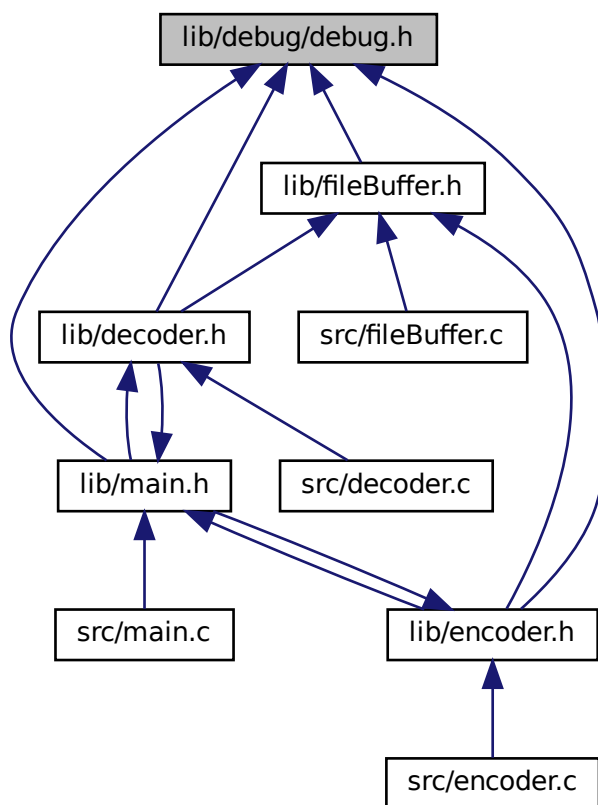 lib/debug/debug.h
lib/fileBuffer.h
lib/decoder.h
src/fileBuffer.c
lib/main.h
src/decoder.c
src/main.c
lib/encoder.h
src/encoder.c